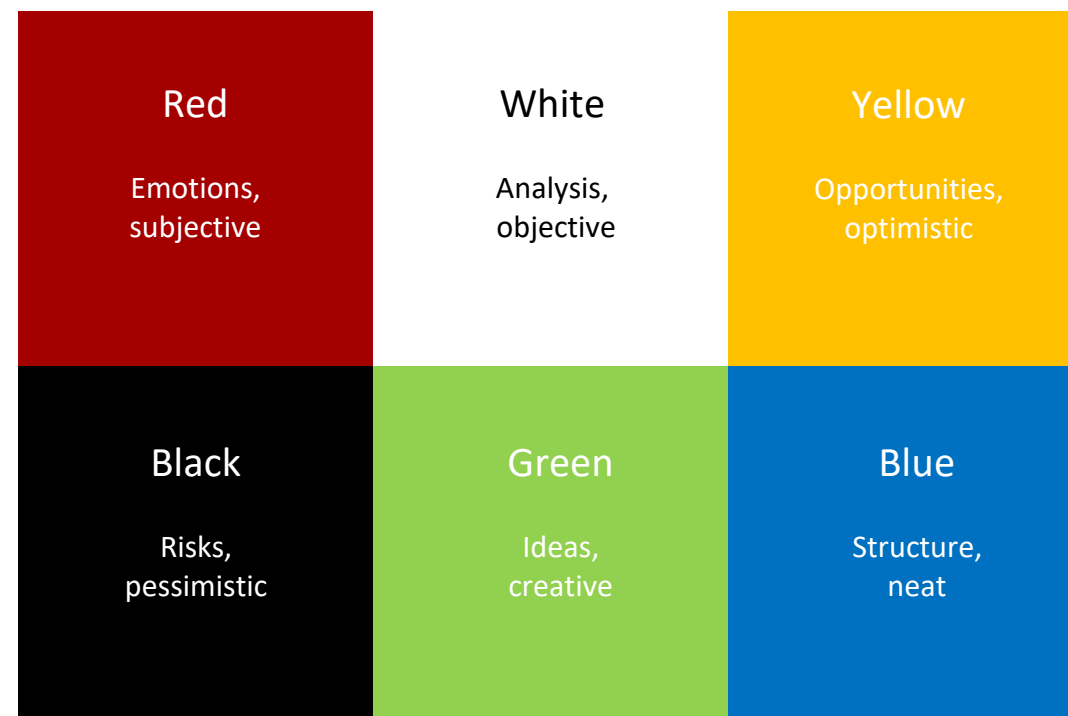 Red
Emotions,
subjective
White
Analysis,
objective
Yellow
Opportunities,
optimistic
Black
Risks,
pessimistic
Green
Ideas,
creative
Blue
Structure,
neat